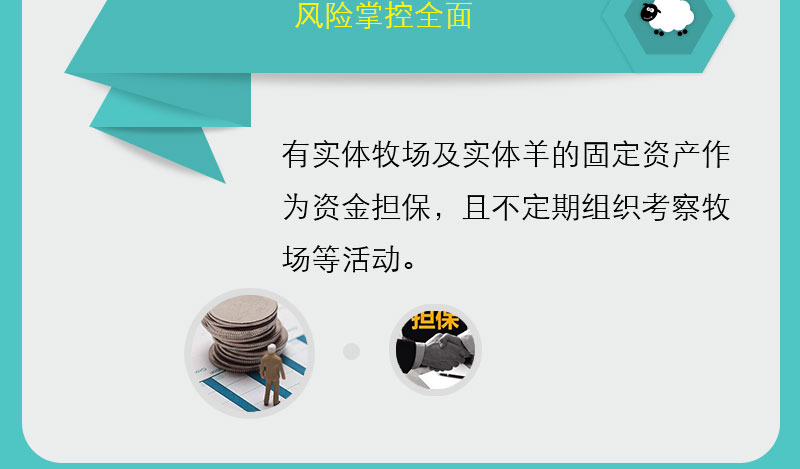 风险掌控全面
有实体牧场及实体羊的固定资产作
为资金担保，且不定期组织考察牧
场等活动。
担保